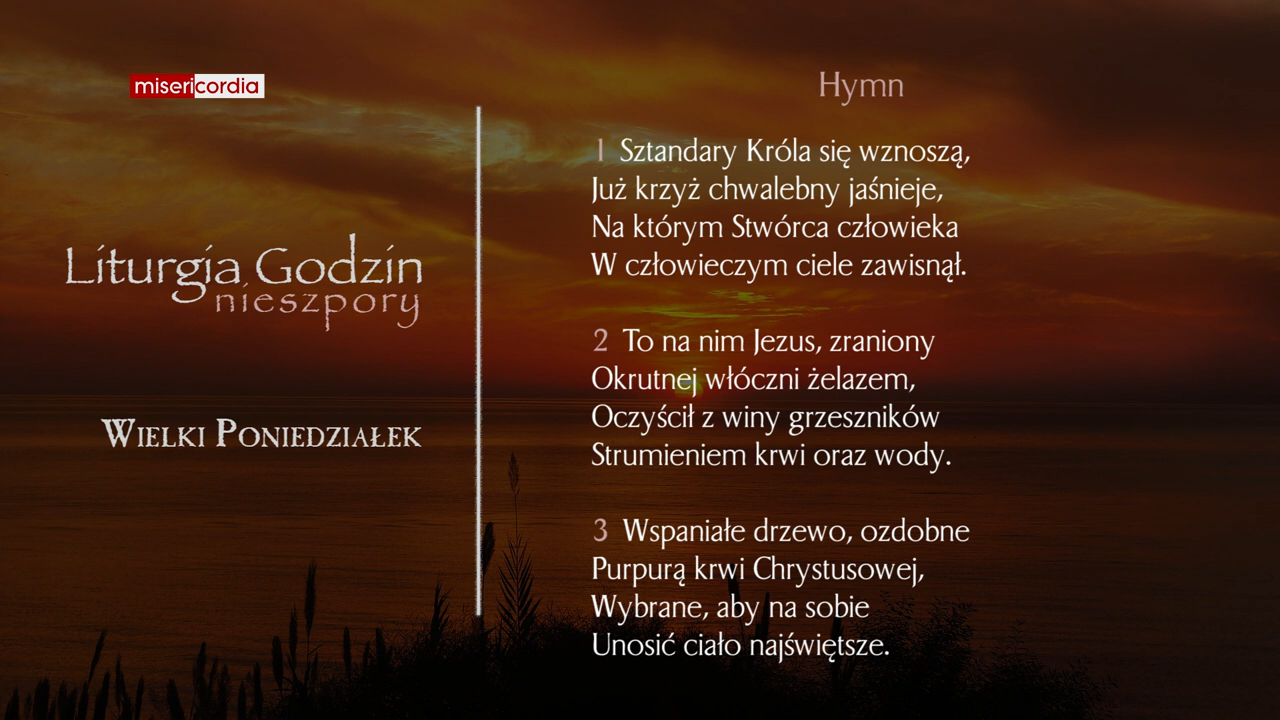 misericordia
Liturgia Godzin
nieszpory
Wielki Poniedziałek
Hymn
1 Sztandary Króla się wznoszą,
Już krzyż chwalebny jaśnieje,
Na którym Stwórca człowieka
W człowieczym ciele zawisnął.
2 To na nim Jezus, zraniony
Okrutnej włóczni żelazem,
Oczyścił z winy grzeszników
Strumieniem krwi oraz wody.
3 Wspaniałe drzewo, ozdobne
Purpurą krwi Chrystusowej,
Wybrane, aby na sobie
Unosić ciało najświętsze.